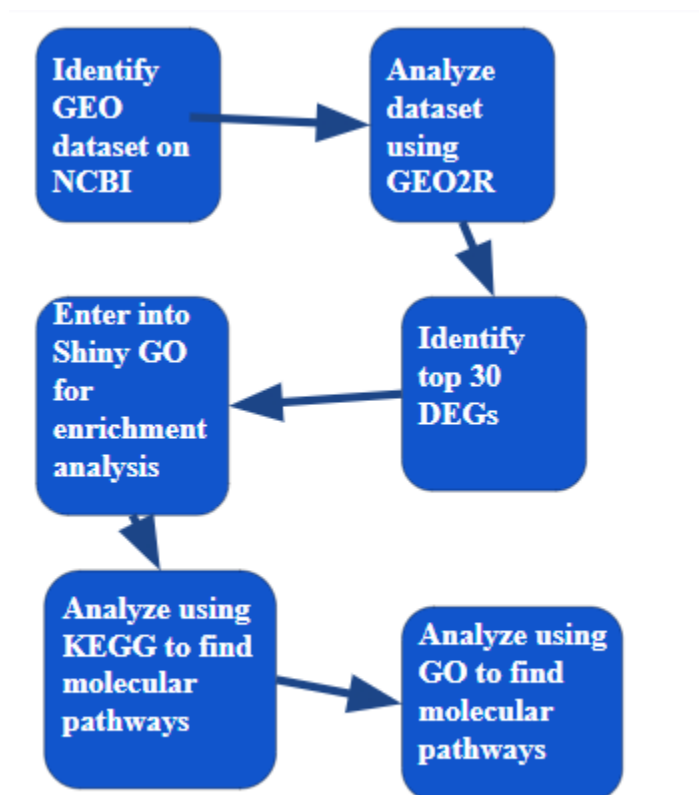 Identify
GEO
dataset on
NCBI
Analyze
dataset
using
GEO2R
Identify
top 30
DEGs
Enter into
Shiny GO
for
enrichment
analysis
Analyze using
KEGG to find
molecular
pathways
Analyze using
GO to find
molecular
pathways